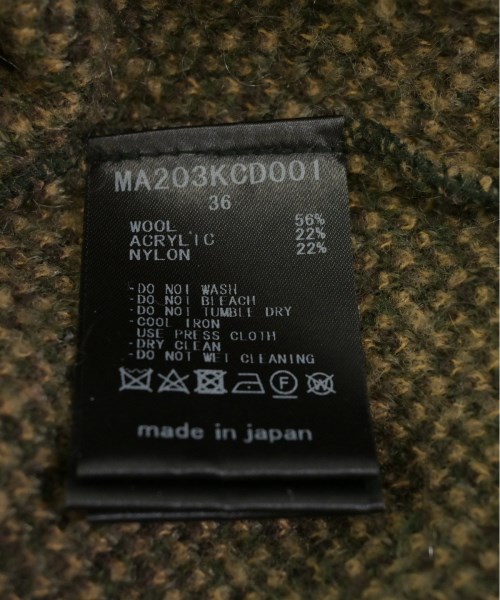 MA203KCD001
36
WOOL 56%
ACRYLIC 22%
NYLON 22%
-DO NOT WASH
-DO NOT BLEACH
-DO NOT TUMBLE DRY
-COOL IRON
USE PRESS CLOTH
-DRY CLEAN
-DO NOT WET CLEANING
F W
made in japan